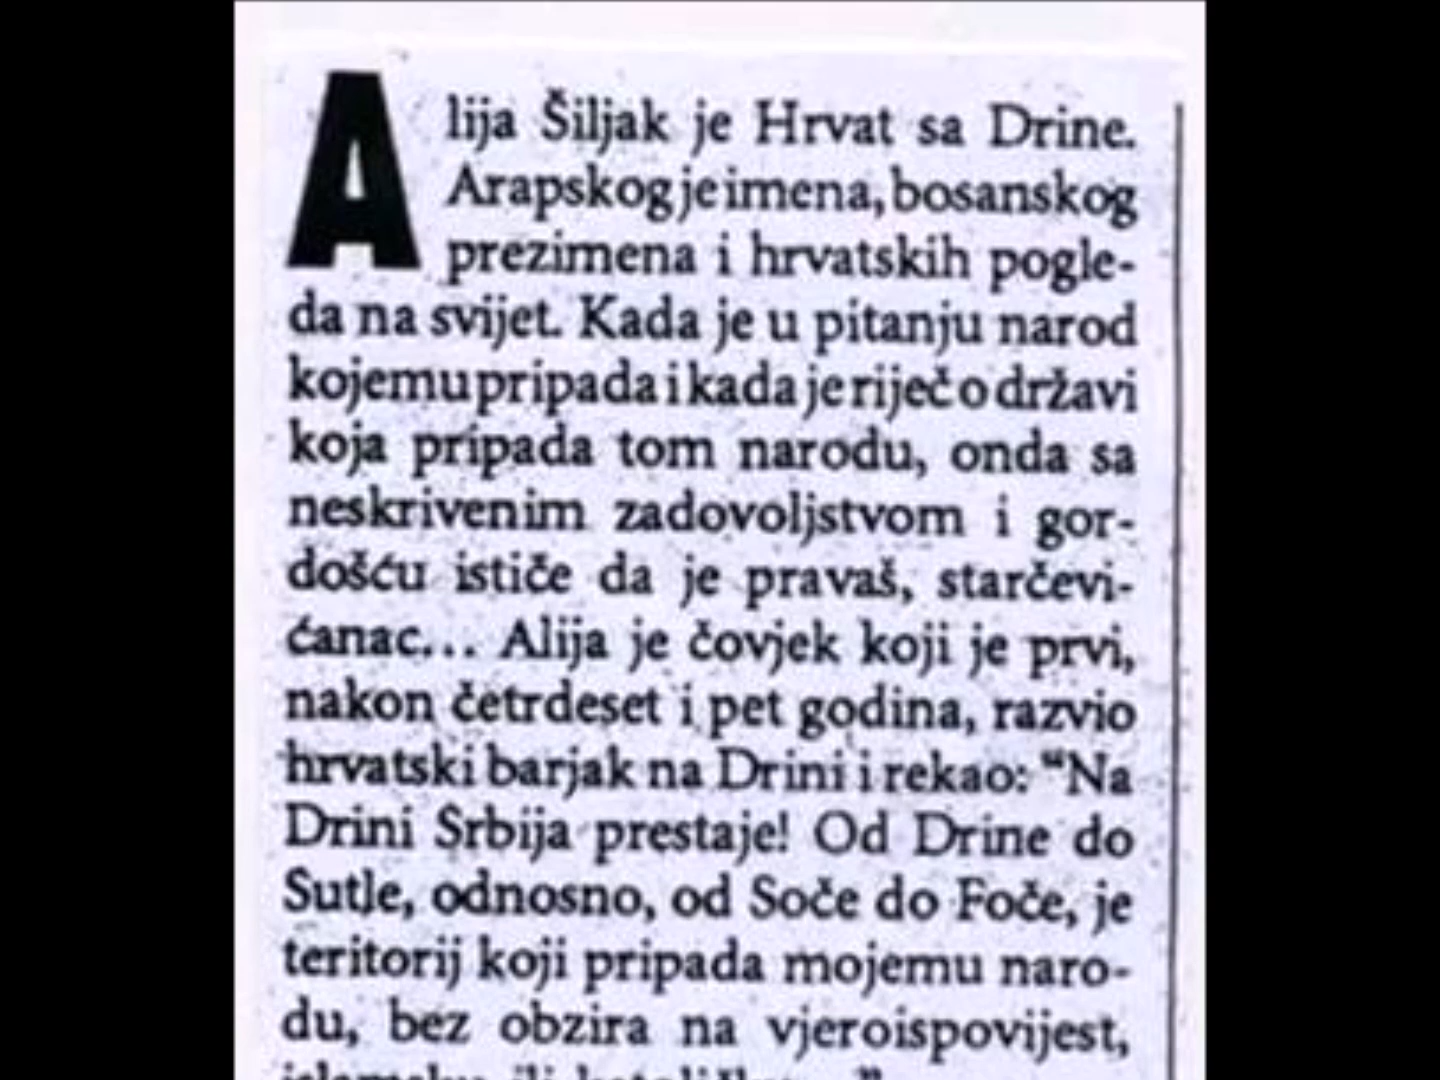 Alija Šiljak je Hrvat sa Drine.
Arapskog je imena, bosanskog
prezimena i hrvatskih pogle-
da na svijet. Kada je u pitanju narod
kojemu pripada i kada je riječ o državi
koja pripada tom narodu, onda sa
neskrivenim zadovoljstvom i gor-
došću ističe da je pravaš, starčevi-
ćanac... Alija je čovjek koji je prvi,
nakon četrdeset i pet godina, razvio
hrvatski barjak na Drini i rekao: “Na
Drini Srbija prestaje! Od Drine do
Sutle, odnosno, od Soče do Foče, je
teritorij koji pripada mojemu naro-
du, bez obzira na vjeroispovijest,